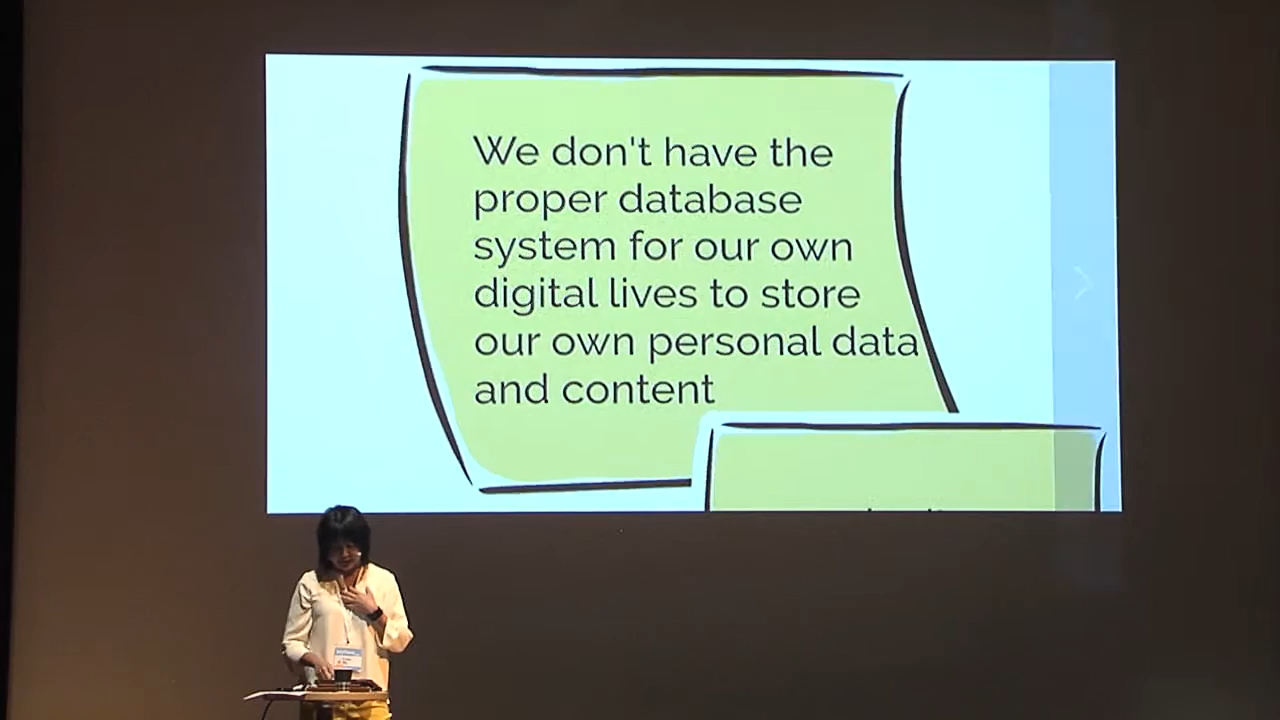 We don't have the
proper database
system for our own
digital lives to store
our own personal data
and content